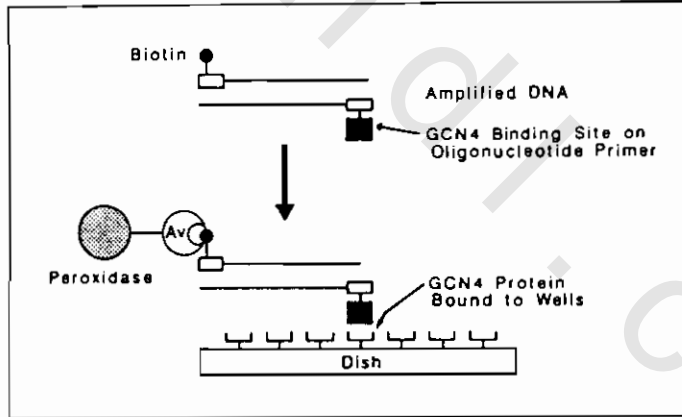 Biotin
Amplified DNA
GCN4 Binding Site on
Oligonucleotide Primer
Av
Peroxidase
GCN4 Protein
Bound to Wells
Dish